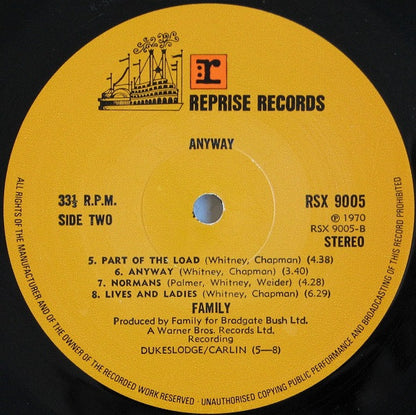 r
REPRISE RECORDS
ANYWAY
33⅓ R.P.M.
SIDE TWO
RSX 9005
℗ 1970
RSX 9005-B
STEREO
5. PART OF THE LOAD (Whitney, Chapman) (4.38)
6. ANYWAY (Whitney, Chapman) (3.40)
7. NORMANS (Palmer, Whitney, Weider) (4.28)
8. LIVES AND LADIES (Whitney, Chapman) (6.29)
FAMILY
Produced by Family for Bradgate Bush Ltd.
A Warner Bros. Records Ltd.
Recording
DUKESLODGE/CARLIN (5—8)
ALL RIGHTS OF THE MANUFACTURER AND OF THE OWNER OF THE RECORDED WORK RESERVED · UNAUTHORISED COPYING PUBLIC PERFORMANCE AND BROADCASTING OF THIS RECORD PROHIBITED